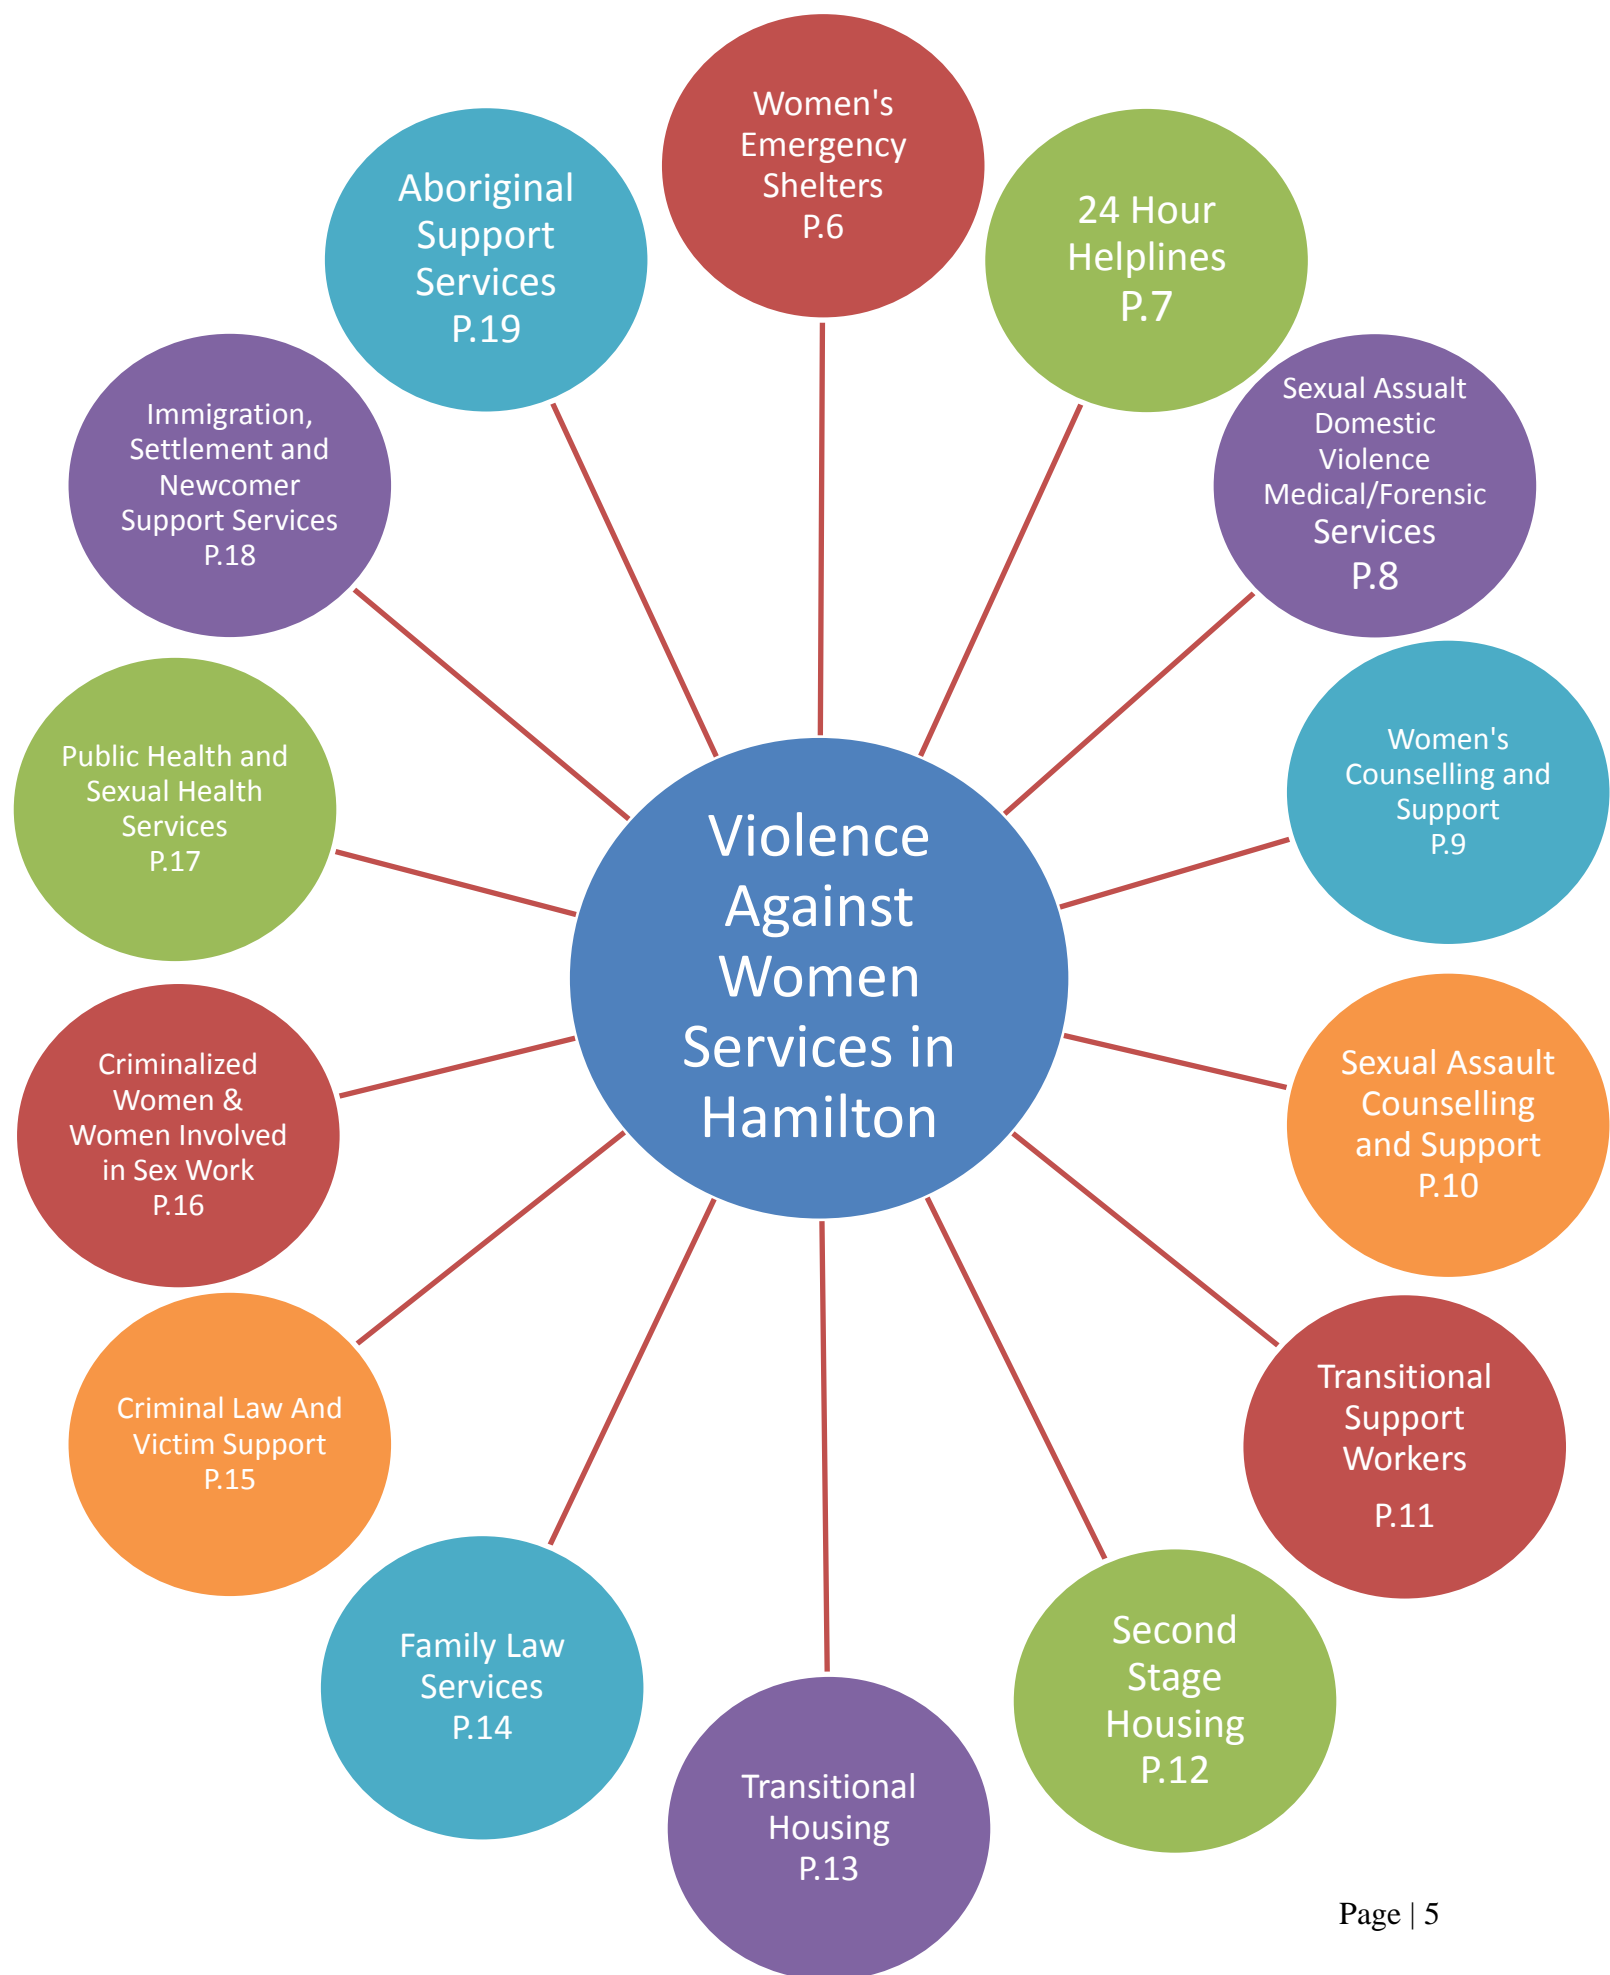 Women's
Emergency
Shelters
P.6
24 Hour
Helplines
P.7
Sexual Assualt
Domestic
Violence
Medical/Forensic
Services
P.8
Women's
Counselling and
Support
P.9
Sexual Assault
Counselling
and Support
P.10
Transitional
Support
Workers
P.11
Second
Stage
Housing
P.12
Transitional
Housing
P.13
Family Law
Services
P.14
Criminal Law And
Victim Support
P.15
Criminalized
Women &
Women Involved
in Sex Work
P.16
Public Health and
Sexual Health
Services
P.17
Immigration,
Settlement and
Newcomer
Support Services
P.18
Aboriginal
Support
Services
P.19
Violence
Against
Women
Services in
Hamilton
Page | 5